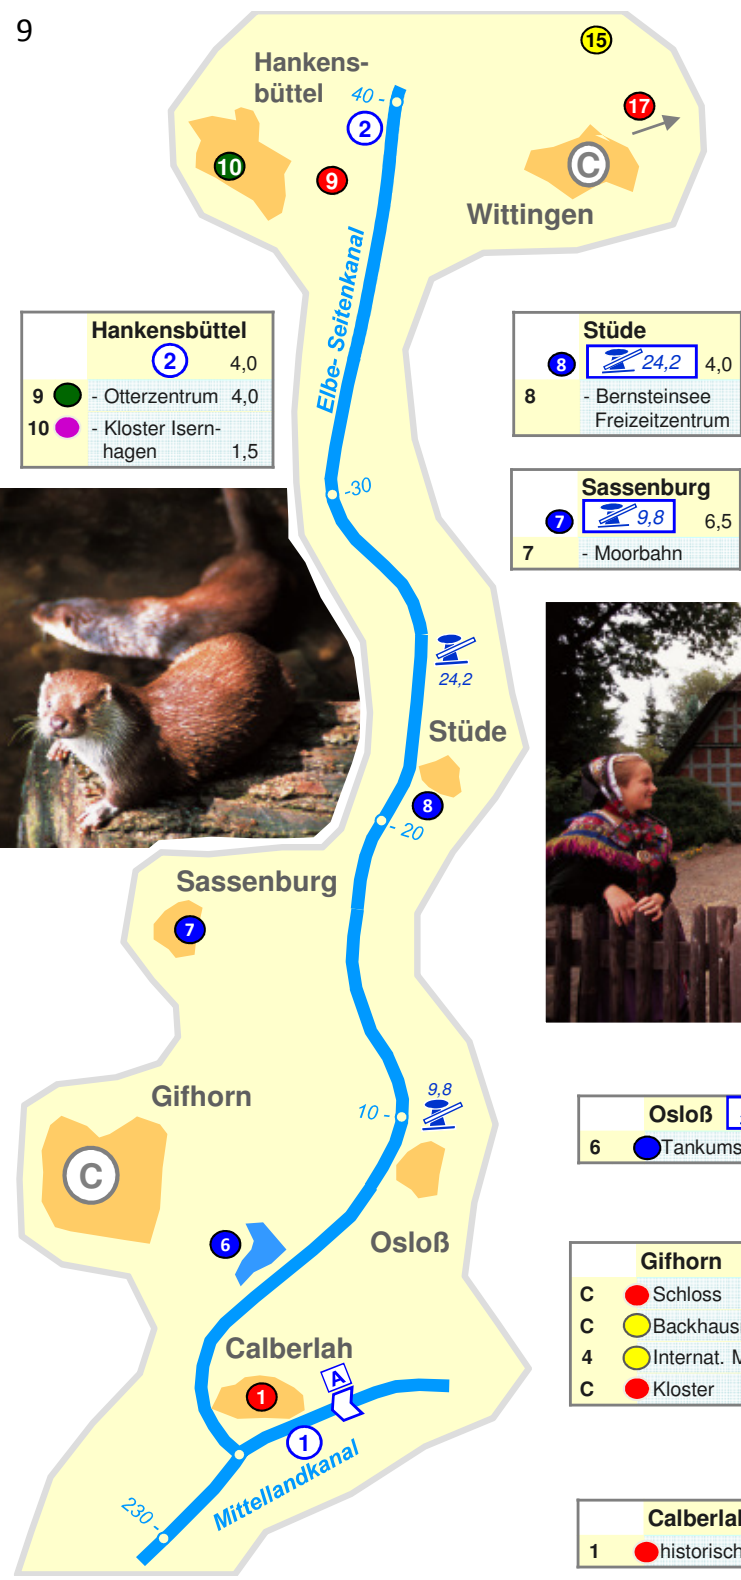 9
15
Hankens-
büttel
40 -
17
2
10
9
C
Wittingen
Elbe- Seitenkanal
Hankensbüttel
2 4,0
9 - Otterzentrum 4,0
10 - Kloster Isern-
hagen 1,5
Stüde
8 24,2 4,0
8 - Bernsteinsee
Freizeitzentrum
Sassenburg
7 9,8 6,5
7 - Moorbahn
-30
24,2
Stüde
8
- 20
Sassenburg
7
Gifhorn
9,8
10 -
C
Osloß
6 Tankums
6
Osloß
Gifhorn
C Schloss
C Backhaus
4 Internat. M
C Kloster
Calberlah
A
1
1
Mittellandkanal
230 -
Calberlah
1 historisch